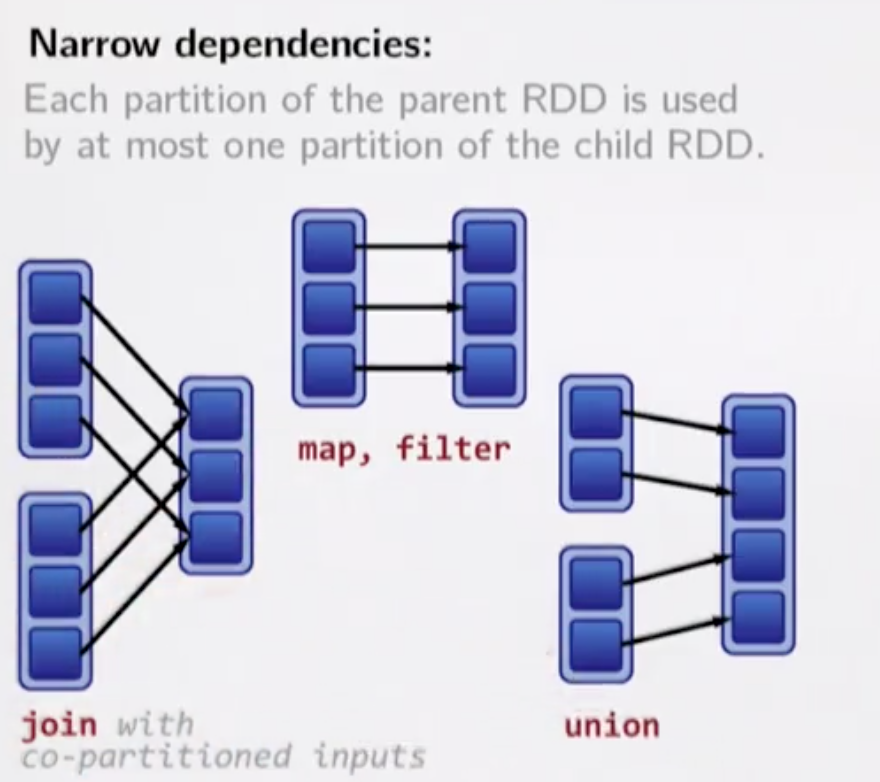 Narrow dependencies:
Each partition of the parent RDD is used
by at most one partition of the child RDD.
map, filter
join with
co-partitioned inputs
union